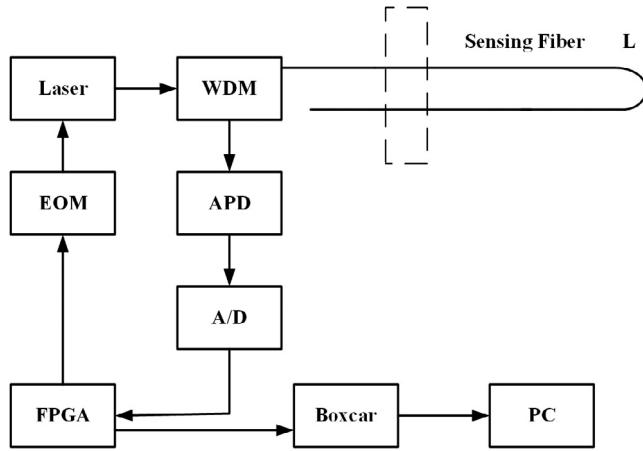 Sensing Fiber L
Laser
WDM
EOM
APD
A/D
FPGA
Boxcar
PC